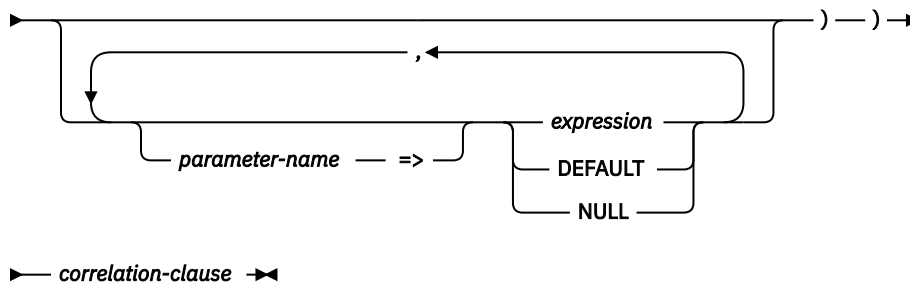 ) )
,
expression
parameter-name =>
DEFAULT
NULL
correlation-clause